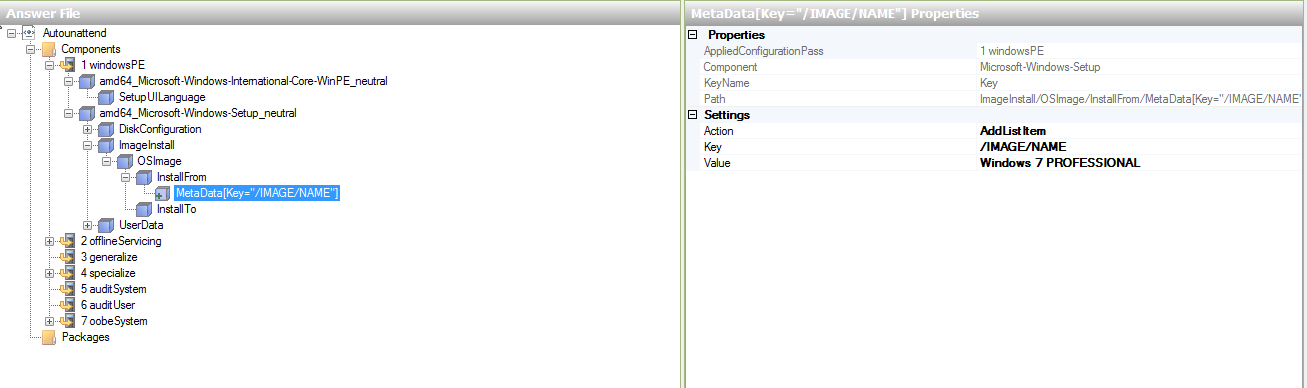 Answer File
Autounattend
Components
1 windowsPE
amd64_Microsoft-Windows-International-Core-WinPE_neutral
SetupUILanguage
amd64_Microsoft-Windows-Setup_neutral
DiskConfiguration
ImageInstall
OSImage
InstallFrom
MetaData[Key="/IMAGE/NAME"]
InstallTo
UserData
2 offlineServicing
3 generalize
4 specialize
5 auditSystem
6 auditUser
7 oobeSystem
Packages
MetaData[Key="/IMAGE/NAME"] Properties
Properties
AppliedConfigurationPass 1 windowsPE
Component Microsoft-Windows-Setup
KeyName Key
Path ImageInstall/OSImage/InstallFrom/MetaData[Key="/IMAGE/NAME"
Settings
Action AddListItem
Key /IMAGE/NAME
Value Windows 7 PROFESSIONAL